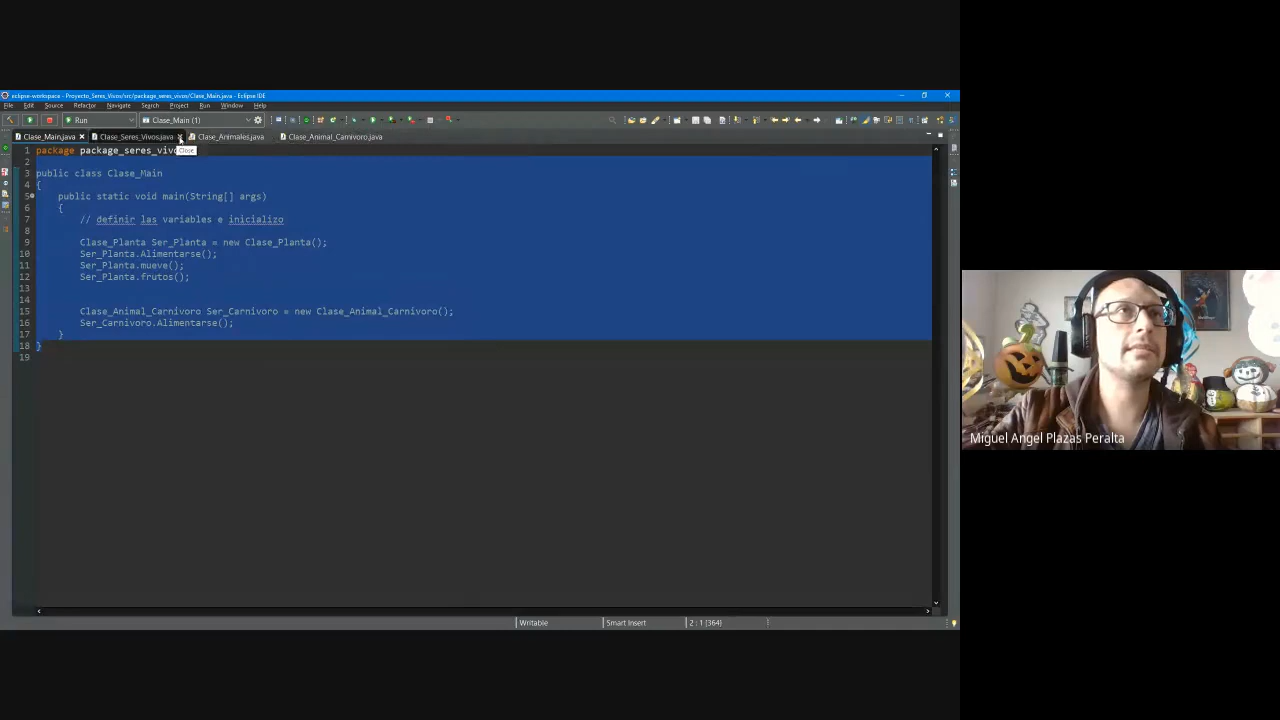 eclipse-workspace - Proyecto_Seres_Vivos/src/package_seres_vivos/Clase_Main.java - Eclipse IDE
File Edit Source Refactor Navigate Search Project Run Window Help
Run Clase_Main (1)
Clase_Main.java Clase_Seres_Vivos.java Clase_Animales.java Clase_Animal_Carnivoro.java
Close
1 package package_seres_vivo
2
3 public class Clase_Main
4 {
5 public static void main(String[] args)
6 {
7 // definir las variables e inicializo
8
9 Clase_Planta Ser_Planta = new Clase_Planta();
10 Ser_Planta.Alimentarse();
11 Ser_Planta.mueve();
12 Ser_Planta.frutos();
13
14
15 Clase_Animal_Carnivoro Ser_Carnivoro = new Clase_Animal_Carnivoro();
16 Ser_Carnivoro.Alimentarse();
17 }
18 }
19
Writable Smart Insert 2 : 1 [364]
Miguel Angel Plazas Peralta